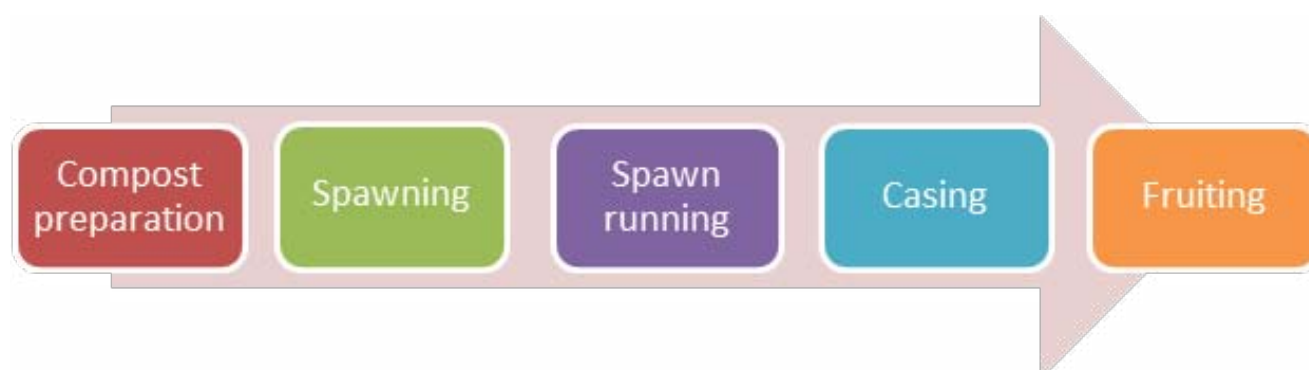 Compost
preparation
Spawning
Spawn
running
Casing
Fruiting